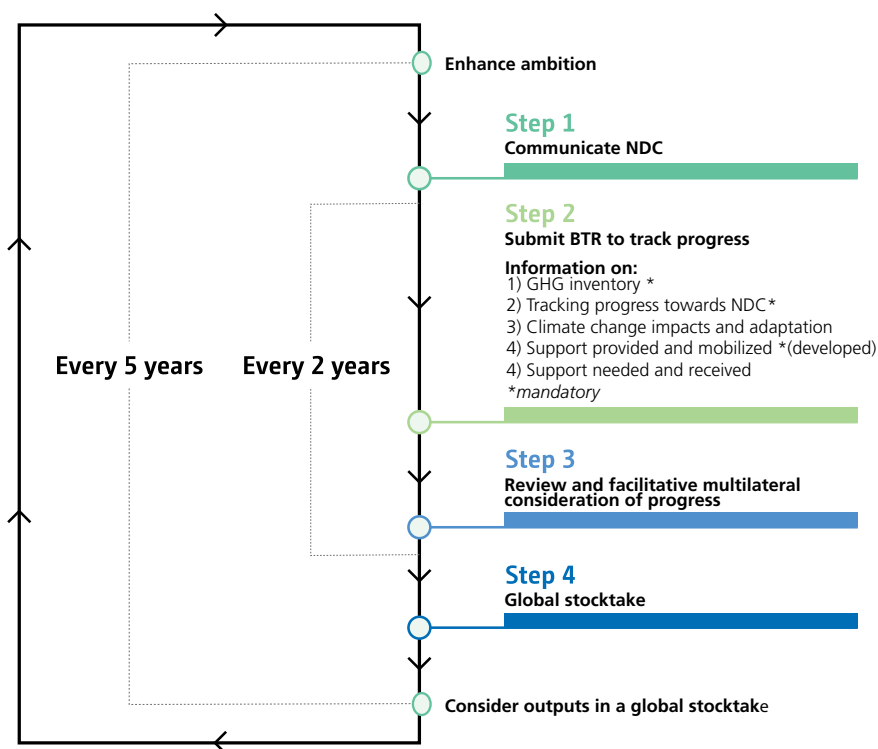 Enhance ambition
Step 1
Communicate NDC
Step 2
Submit BTR to track progress
Information on:
1) GHG inventory *
2) Tracking progress towards NDC*
3) Climate change impacts and adaptation
4) Support provided and mobilized *(developed)
4) Support needed and received
*mandatory
Every 5 years
Every 2 years
Step 3
Review and facilitative multilateral
consideration of progress
Step 4
Global stocktake
Consider outputs in a global stocktake